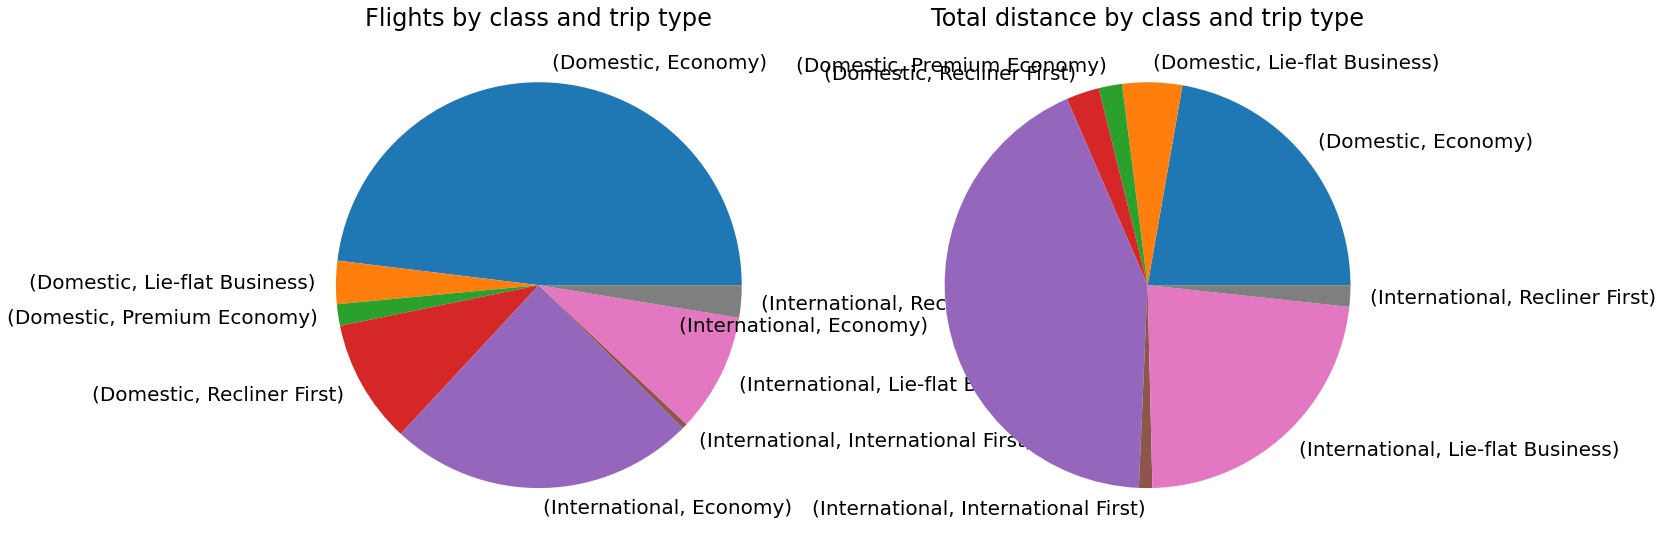 Flights by class and trip type
(Domestic, Economy)
(Domestic, Lie-flat Business)
(Domestic, Premium Economy)
(Domestic, Recliner First)
(International, Economy)
(International, International First
(International, Lie-flat
(International,
Total distance by class and trip type
(Domestic, Economy)
(Domestic, Lie-flat Business)
(Domestic, Premium Economy)
(Domestic, Recliner First)
(International, Economy)
(International, International First)
(International, Lie-flat Business)
(International, Recliner First)